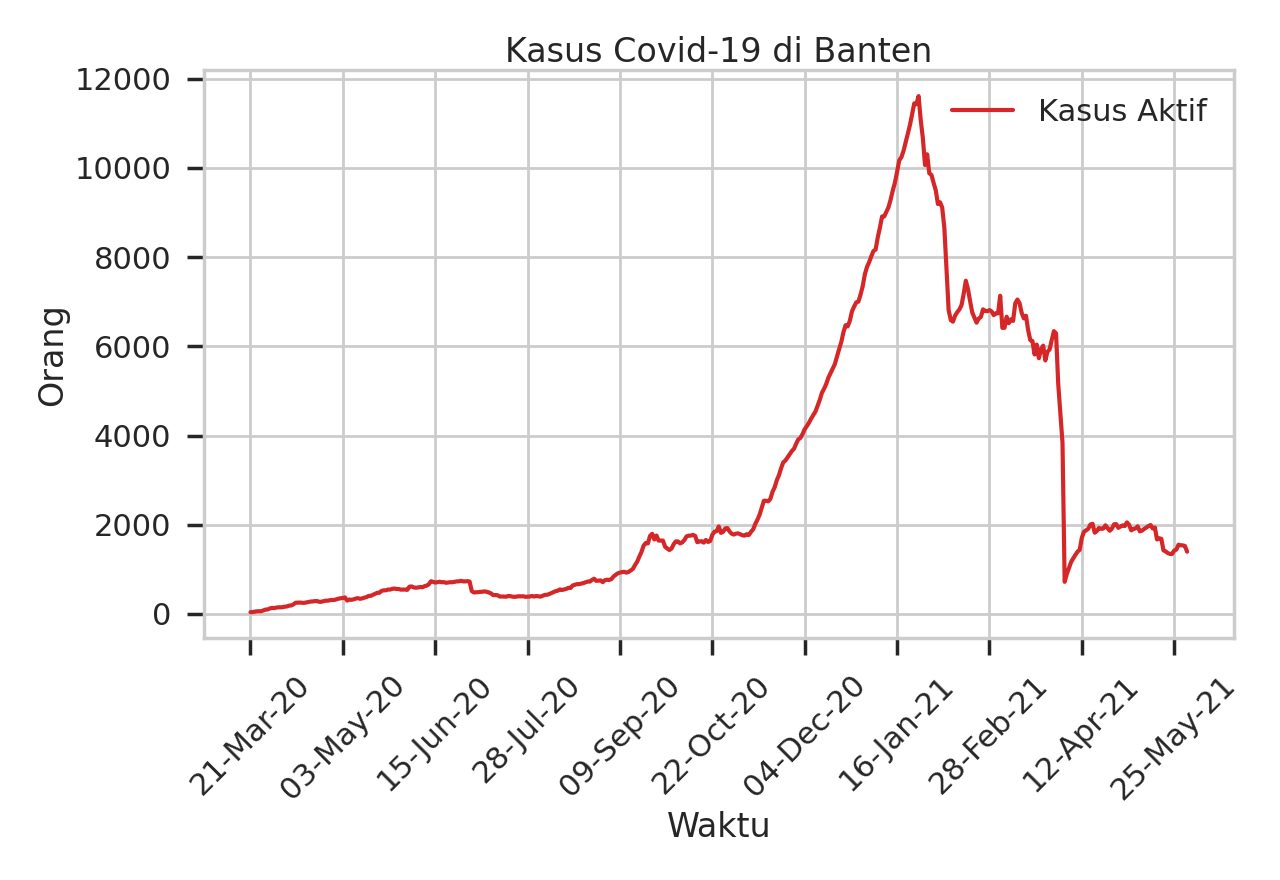 Kasus Covid-19 di Banten
Kasus Aktif
12000
10000
8000
6000
4000
2000
0
Orang
21-Mar-20
03-May-20
15-Jun-20
28-Jul-20
09-Sep-20
22-Oct-20
04-Dec-20
16-Jan-21
28-Feb-21
12-Apr-21
25-May-21
Waktu